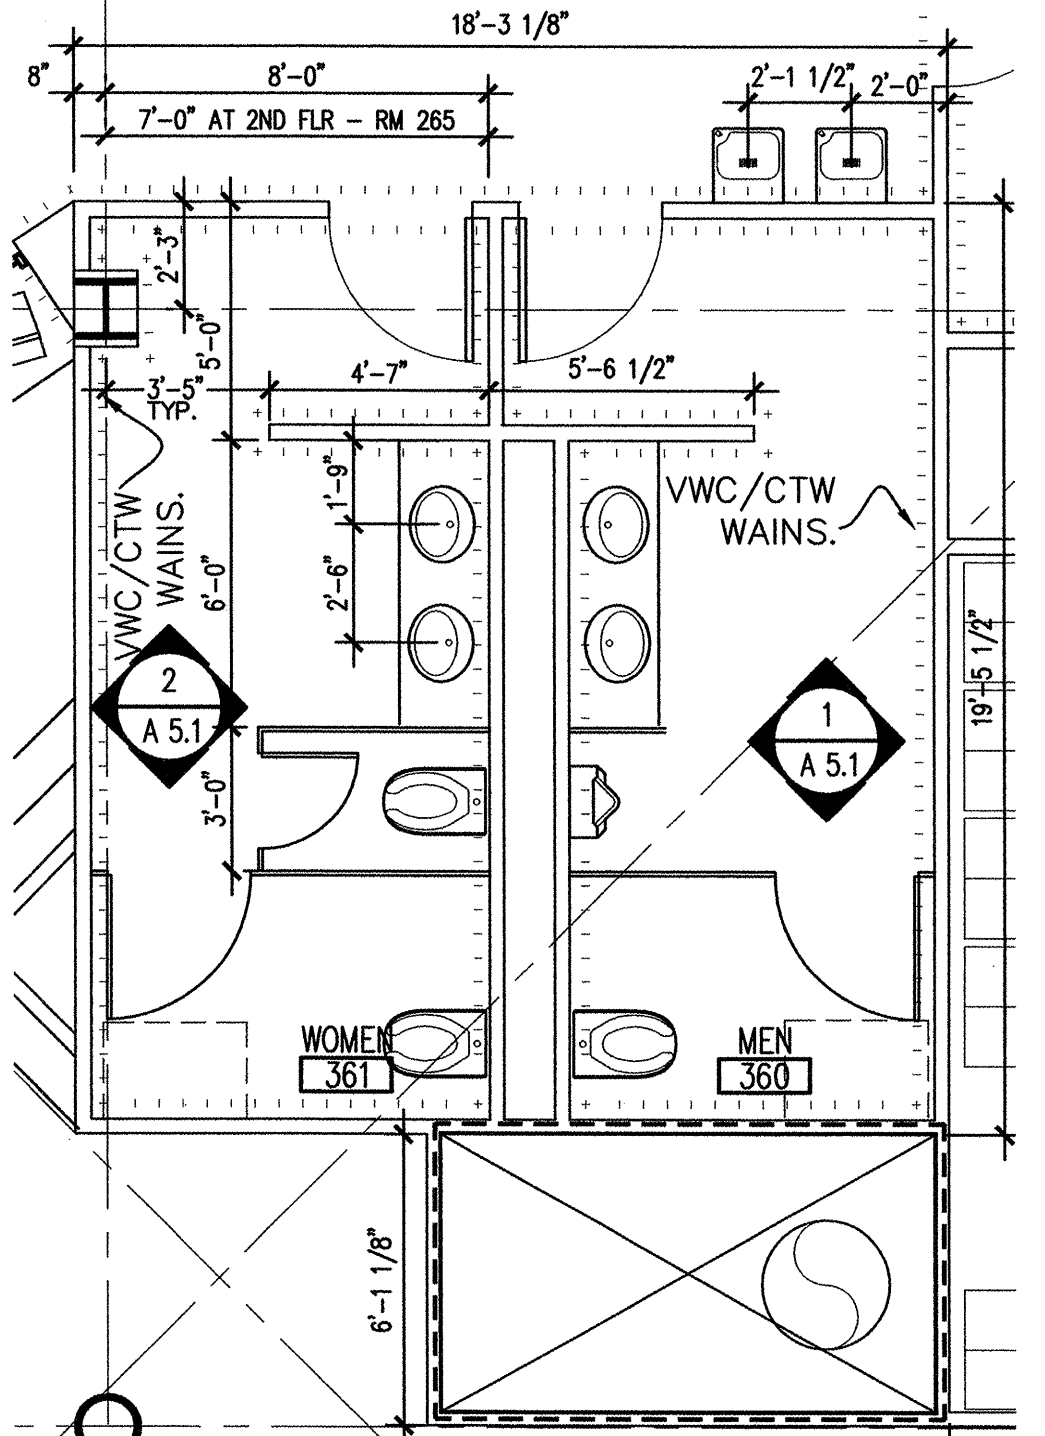 18'-3 1/8"
8"
8'-0"
2'-1 1/2"
2'-0"
7'-0" AT 2ND FLR - RM 265
2'-3"
5'-0"
3'-5"
TYP.
4'-7"
5'-6 1/2"
1'-9"
VWC/CTW
WAINS.
VWC/CTW
WAINS.
6'-0"
2'-6"
19'-5 1/2"
2
A 5.1
1
A 5.1
3'-0"
WOMEN
361
MEN
360
6'-1 1/8"